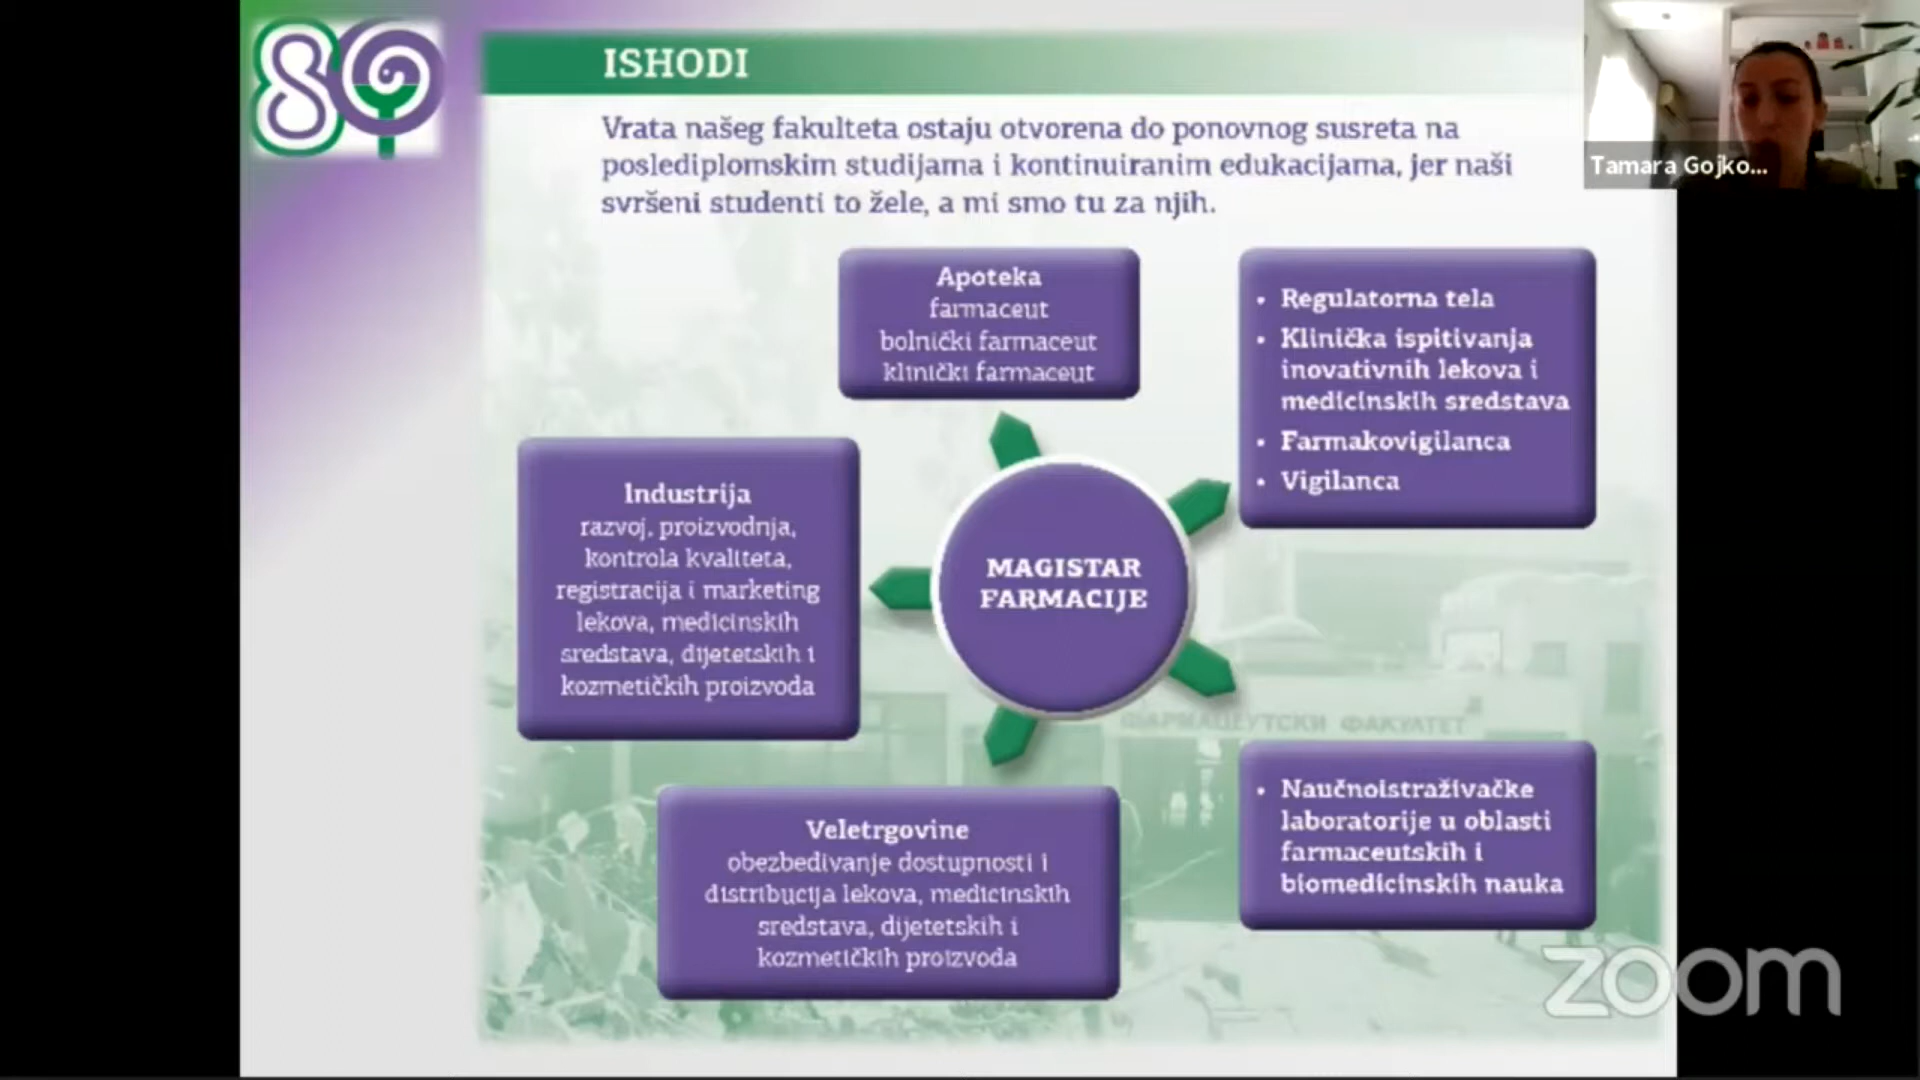 80
ISHODI
Vrata našeg fakulteta ostaju otvorena do ponovnog susreta na
poslediplomskim studijama i kontinuiranim edukacijama, jer naši
svršeni studenti to žele, a mi smo tu za njih.
Tamara Gojko...
Apoteka
farmaceut
bolnički farmaceut
klinički farmaceut
• Regulatorna tela
• Klinička ispitivanja
inovativnih lekova i
medicinskih sredstava
• Farmakovigilanca
• Vigilanca
Industrija
razvoj, proizvodnja,
kontrola kvaliteta,
registracija i marketing
lekova, medicinskih
sredstava, dijetetskih i
kozmetičkih proizvoda
MAGISTAR
FARMACIJE
ФАРМАЦЕУТСКИ ФАКУЛТЕТ
Veletrgovine
obezbeđivanje dostupnosti i
distribucija lekova, medicinskih
sredstava, dijetetskih i
kozmetičkih proizvoda
• Naučnoistraživačke
laboratorije u oblasti
farmaceutskih i
biomedicinskih nauka
zoom